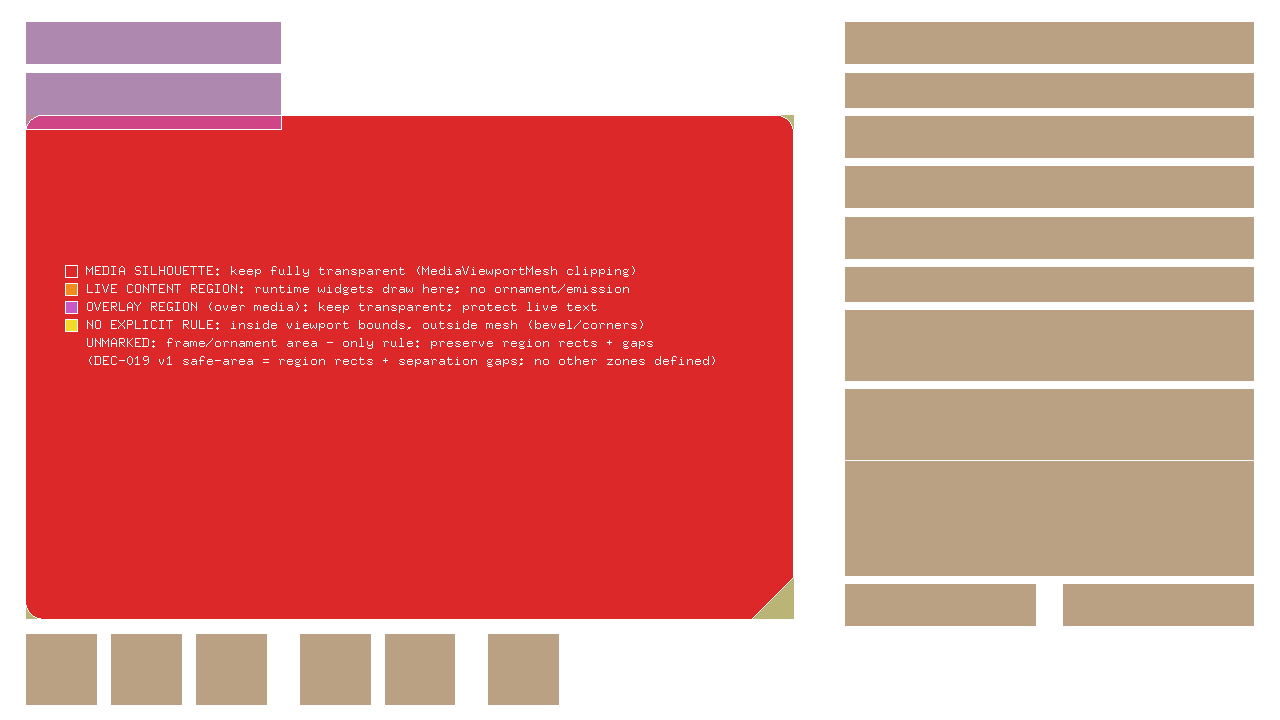 MEDIA SILHOUETTE: keep fully transparent (MediaViewportMesh clipping)
LIVE CONTENT REGION: runtime widgets draw here; no ornament/emission
OVERLAY REGION (over media): keep transparent; protect live text
NO EXPLICIT RULE: inside viewport bounds, outside mesh (bevel/corners)
UNMARKED: frame/ornament area - only rule: preserve region rects + gaps
(DEC-019 v1 safe-area = region rects + separation gaps; no other zones defined)